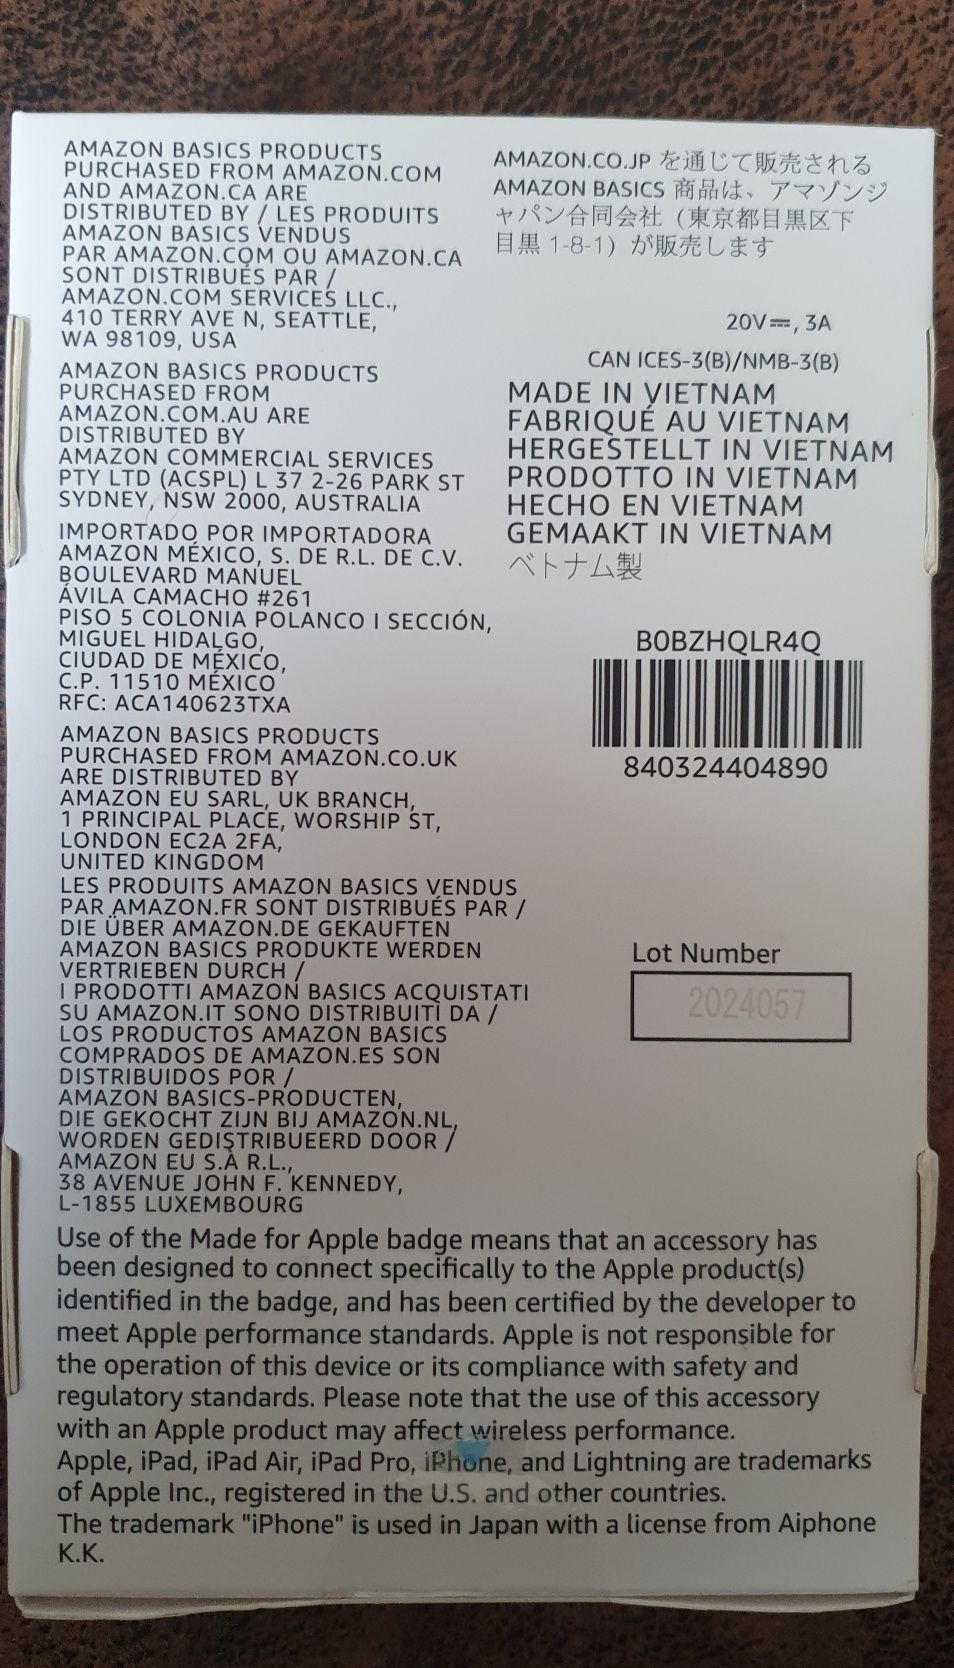 AMAZON BASICS PRODUCTS
PURCHASED FROM AMAZON.COM
AND AMAZON.CA ARE
DISTRIBUTED BY / LES PRODUITS
AMAZON BASICS VENDUS
PAR AMAZON.COM OU AMAZON.CA
SONT DISTRIBUÉS PAR /
AMAZON.COM SERVICES LLC.,
410 TERRY AVE N, SEATTLE,
WA 98109, USA
AMAZON BASICS PRODUCTS
PURCHASED FROM
AMAZON.COM.AU ARE
DISTRIBUTED BY
AMAZON COMMERCIAL SERVICES
PTY LTD (ACSPL) L 37 2-26 PARK ST
SYDNEY, NSW 2000, AUSTRALIA
IMPORTADO POR IMPORTADORA
AMAZON MÉXICO, S. DE R.L. DE C.V.
BOULEVARD MANUEL
ÁVILA CAMACHO #261
PISO 5 COLONIA POLANCO I SECCIÓN,
MIGUEL HIDALGO,
CIUDAD DE MÉXICO,
C.P. 11510 MÉXICO
RFC: ACA140623TXA
AMAZON BASICS PRODUCTS
PURCHASED FROM AMAZON.CO.UK
ARE DISTRIBUTED BY
AMAZON EU SARL, UK BRANCH,
1 PRINCIPAL PLACE, WORSHIP ST,
LONDON EC2A 2FA,
UNITED KINGDOM
LES PRODUITS AMAZON BASICS VENDUS
PAR AMAZON.FR SONT DISTRIBUÉS PAR /
DIE ÜBER AMAZON.DE GEKAUFTEN
AMAZON BASICS PRODUKTE WERDEN
VERTRIEBEN DURCH /
I PRODOTTI AMAZON BASICS ACQUISTATI
SU AMAZON.IT SONO DISTRIBUITI DA /
LOS PRODUCTOS AMAZON BASICS
COMPRADOS DE AMAZON.ES SON
DISTRIBUIDOS POR /
AMAZON BASICS-PRODUCTEN,
DIE GEKOCHT ZIJN BIJ AMAZON.NL,
WORDEN GEDISTRIBUEERD DOOR /
AMAZON EU S.À R.L.,
38 AVENUE JOHN F. KENNEDY,
L-1855 LUXEMBOURG
AMAZON.CO.JP を通じて販売される
AMAZON BASICS 商品は、アマゾンジ
ャパン合同会社（東京都目黒区下
目黒 1-8-1）が販売します
20V⎓, 3A
CAN ICES-3(B)/NMB-3(B)
MADE IN VIETNAM
FABRIQUÉ AU VIETNAM
HERGESTELLT IN VIETNAM
PRODOTTO IN VIETNAM
HECHO EN VIETNAM
GEMAAKT IN VIETNAM
ベトナム製
B0BZHQLR4Q
840324404890
Lot Number
2024057
Use of the Made for Apple badge means that an accessory has
been designed to connect specifically to the Apple product(s)
identified in the badge, and has been certified by the developer to
meet Apple performance standards. Apple is not responsible for
the operation of this device or its compliance with safety and
regulatory standards. Please note that the use of this accessory
with an Apple product may affect wireless performance.
Apple, iPad, iPad Air, iPad Pro, iPhone, and Lightning are trademarks
of Apple Inc., registered in the U.S. and other countries.
The trademark "iPhone" is used in Japan with a license from Aiphone
K.K.